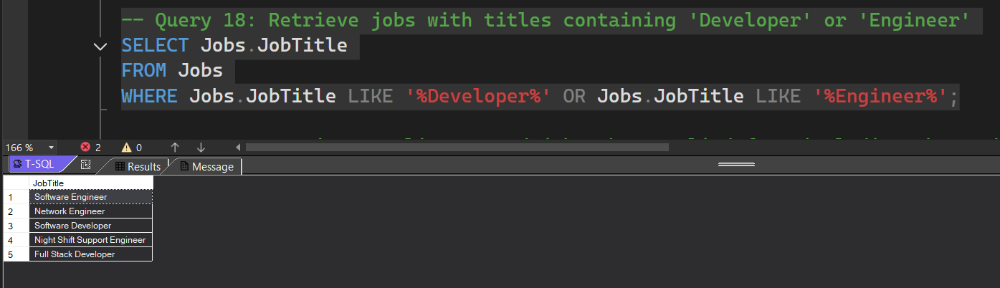 -- Query 18: Retrieve jobs with titles containing 'Developer' or 'Engineer'
SELECT Jobs.JobTitle
FROM Jobs
WHERE Jobs.JobTitle LIKE '%Developer%' OR Jobs.JobTitle LIKE '%Engineer%';
166 % 2 0
T-SQL Results Message
JobTitle
1 Software Engineer
2 Network Engineer
3 Software Developer
4 Night Shift Support Engineer
5 Full Stack Developer